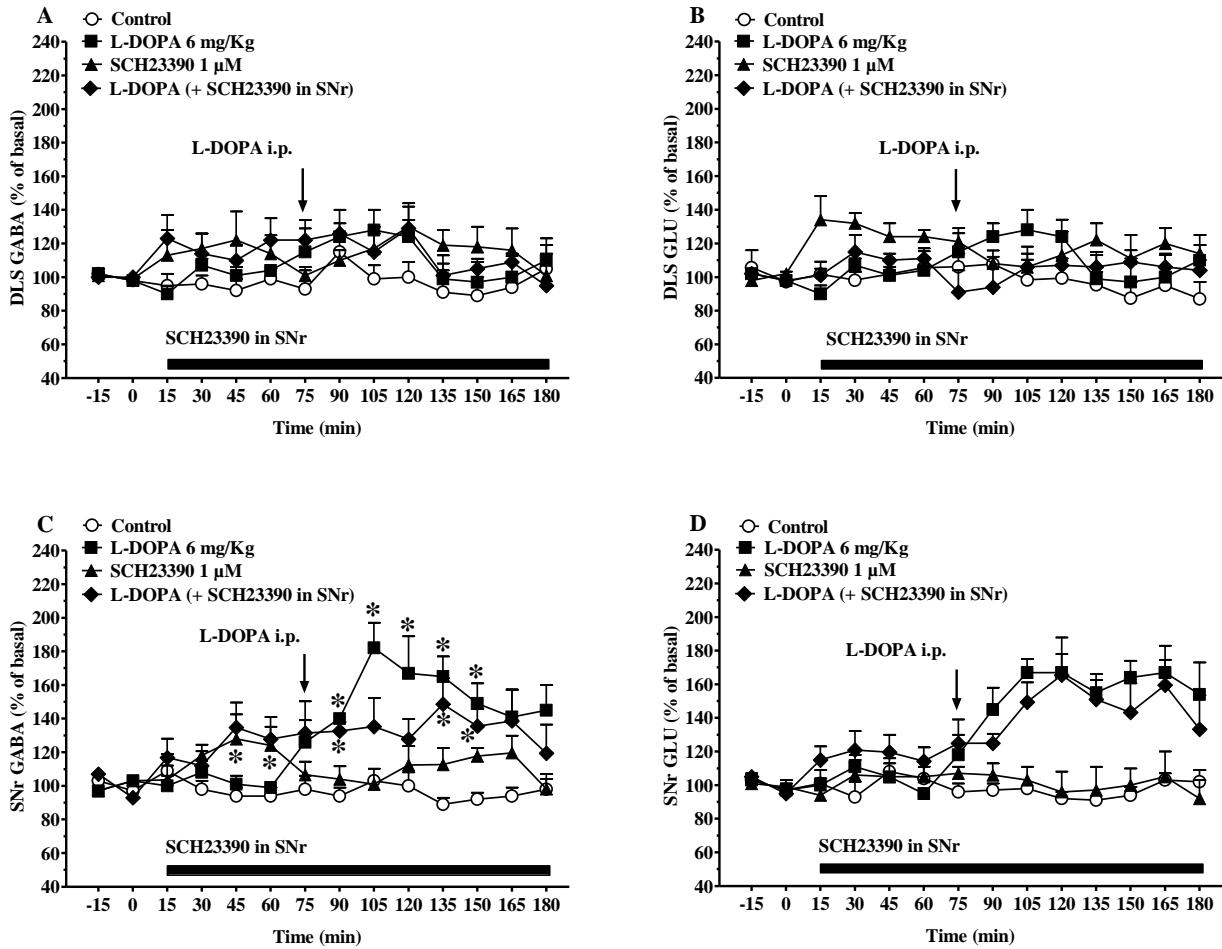 A
Control
L-DOPA 6 mg/Kg
SCH23390 1 µM
L-DOPA (+ SCH23390 in SNr)
240
220
200
180
160
140
120
100
80
60
40
DLS GABA (% of basal)
L-DOPA i.p.
SCH23390 in SNr
-15 0 15 30 45 60 75 90 105 120 135 150 165 180
Time (min)
B
Control
L-DOPA 6 mg/Kg
SCH23390 1 µM
L-DOPA (+ SCH23390 in SNr)
240
220
200
180
160
140
120
100
80
60
40
DLS GLU (% of basal)
L-DOPA i.p.
SCH23390 in SNr
-15 0 15 30 45 60 75 90 105 120 135 150 165 180
Time (min)
C
Control
L-DOPA 6 mg/Kg
SCH23390 1 µM
L-DOPA (+ SCH23390 in SNr)
240
220
200
180
160
140
120
100
80
60
40
SNr GABA (% of basal)
L-DOPA i.p.
* * * * *
* * * * *
SCH23390 in SNr
-15 0 15 30 45 60 75 90 105 120 135 150 165 180
Time (min)
D
Control
L-DOPA 6 mg/Kg
SCH23390 1 µM
L-DOPA (+ SCH23390 in SNr)
240
220
200
180
160
140
120
100
80
60
40
SNr GLU (% of basal)
L-DOPA i.p.
SCH23390 in SNr
-15 0 15 30 45 60 75 90 105 120 135 150 165 180
Time (min)